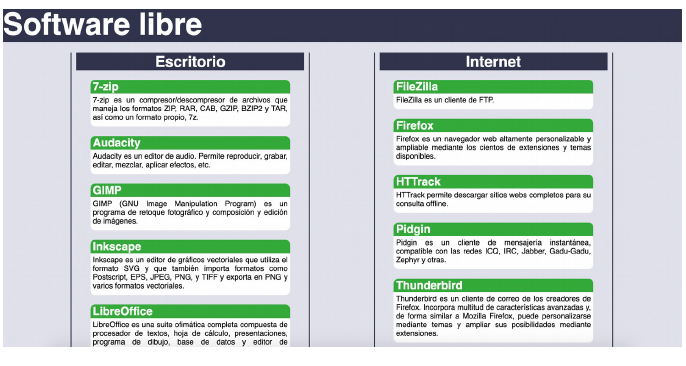 Software libre
Escritorio
7-zip
7-zip es un compresor/descompresor de archivos que
maneja los formatos ZIP, RAR, CAB, GZIP, BZIP2 y TAR,
así como un formato propio, 7z.
Audacity
Audacity es un editor de audio. Permite reproducir, grabar,
editar, mezclar, aplicar efectos, etc.
GIMP
GIMP (GNU Image Manipulation Program) es un
programa de retoque fotográfico y composición y edición
de imágenes.
Inkscape
Inkscape es un editor de gráficos vectoriales que utiliza el
formato SVG y que también importa formatos como
Postscript, EPS, JPEG, PNG, y TIFF y exporta en PNG y
varios formatos vectoriales.
LibreOffice
LibreOffice es una suite ofimática completa compuesta de
procesador de textos, hoja de cálculo, presentaciones,
programa de dibujo, base de datos y editor de
Internet
FileZilla
FileZilla es un cliente de FTP.
Firefox
Firefox es un navegador web altamente personalizable y
ampliable mediante los cientos de extensiones y temas
disponibles.
HTTrack
HTTrack permite descargar sitios webs completos para su
consulta offline.
Pidgin
Pidgin es un cliente de mensajería instantánea,
compatible con las redes ICQ, IRC, Jabber, Gadu-Gadu,
Zephyr y otras.
Thunderbird
Thunderbird es un cliente de correo de los creadores de
Firefox. Incorpora multitud de características avanzadas y,
de forma similar a Mozilla Firefox, puede personalizarse
mediante temas y ampliar sus posibilidades mediante
extensiones.